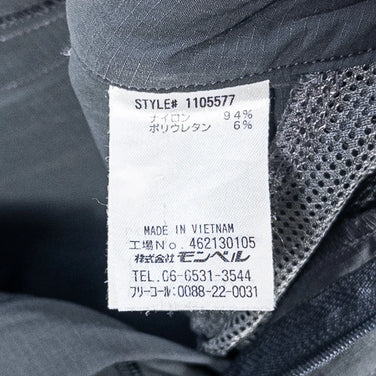 STYLE# 1105577
ナイロン 94%
ポリウレタン 6%
MADE IN VIETNAM
工場No. 462130105
株式会社モンベル
TEL. 06-6531-3544
フリーコール:0088-22-0031